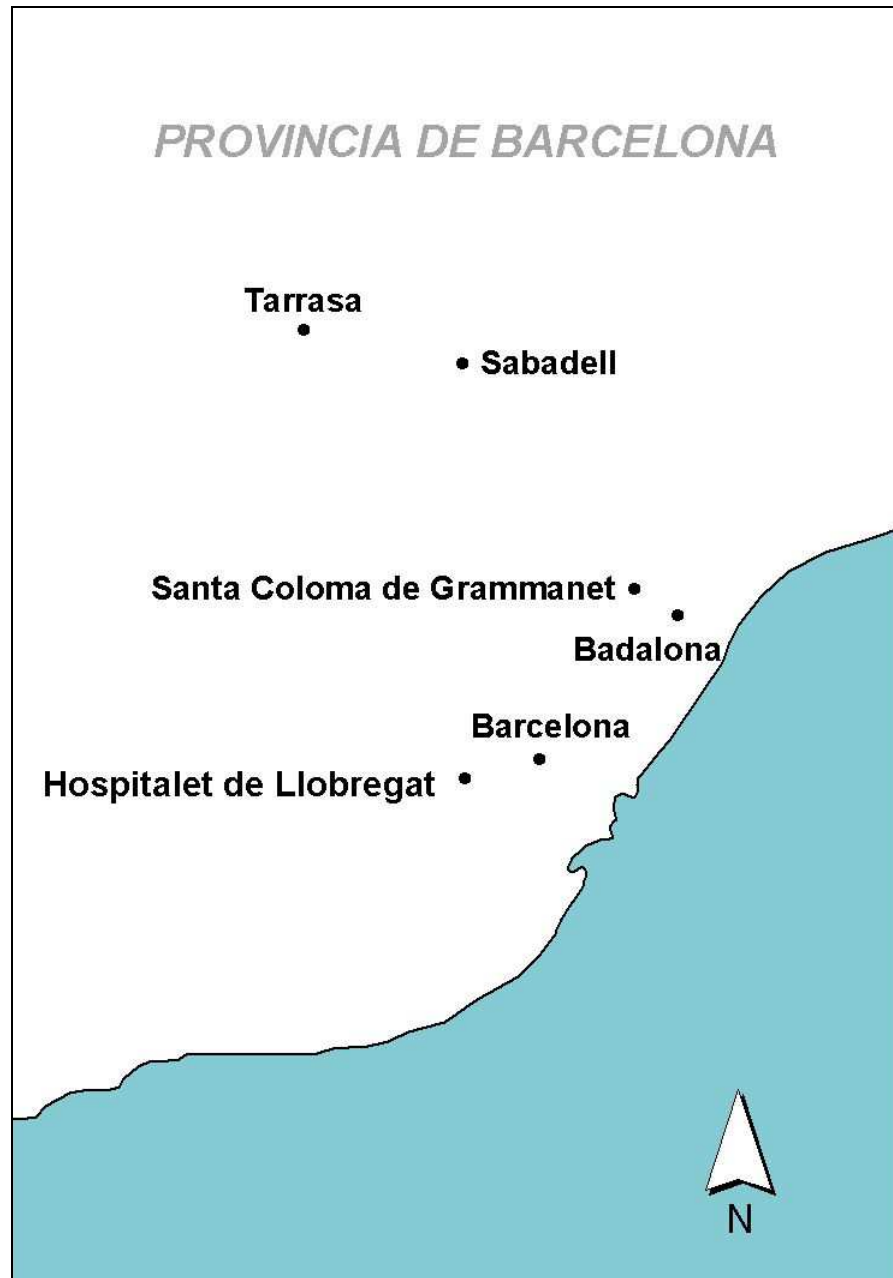 PROVINCIA DE BARCELONA
Tarrasa
Sabadell
Santa Coloma de Grammanet
Badalona
Barcelona
Hospitalet de Llobregat
N